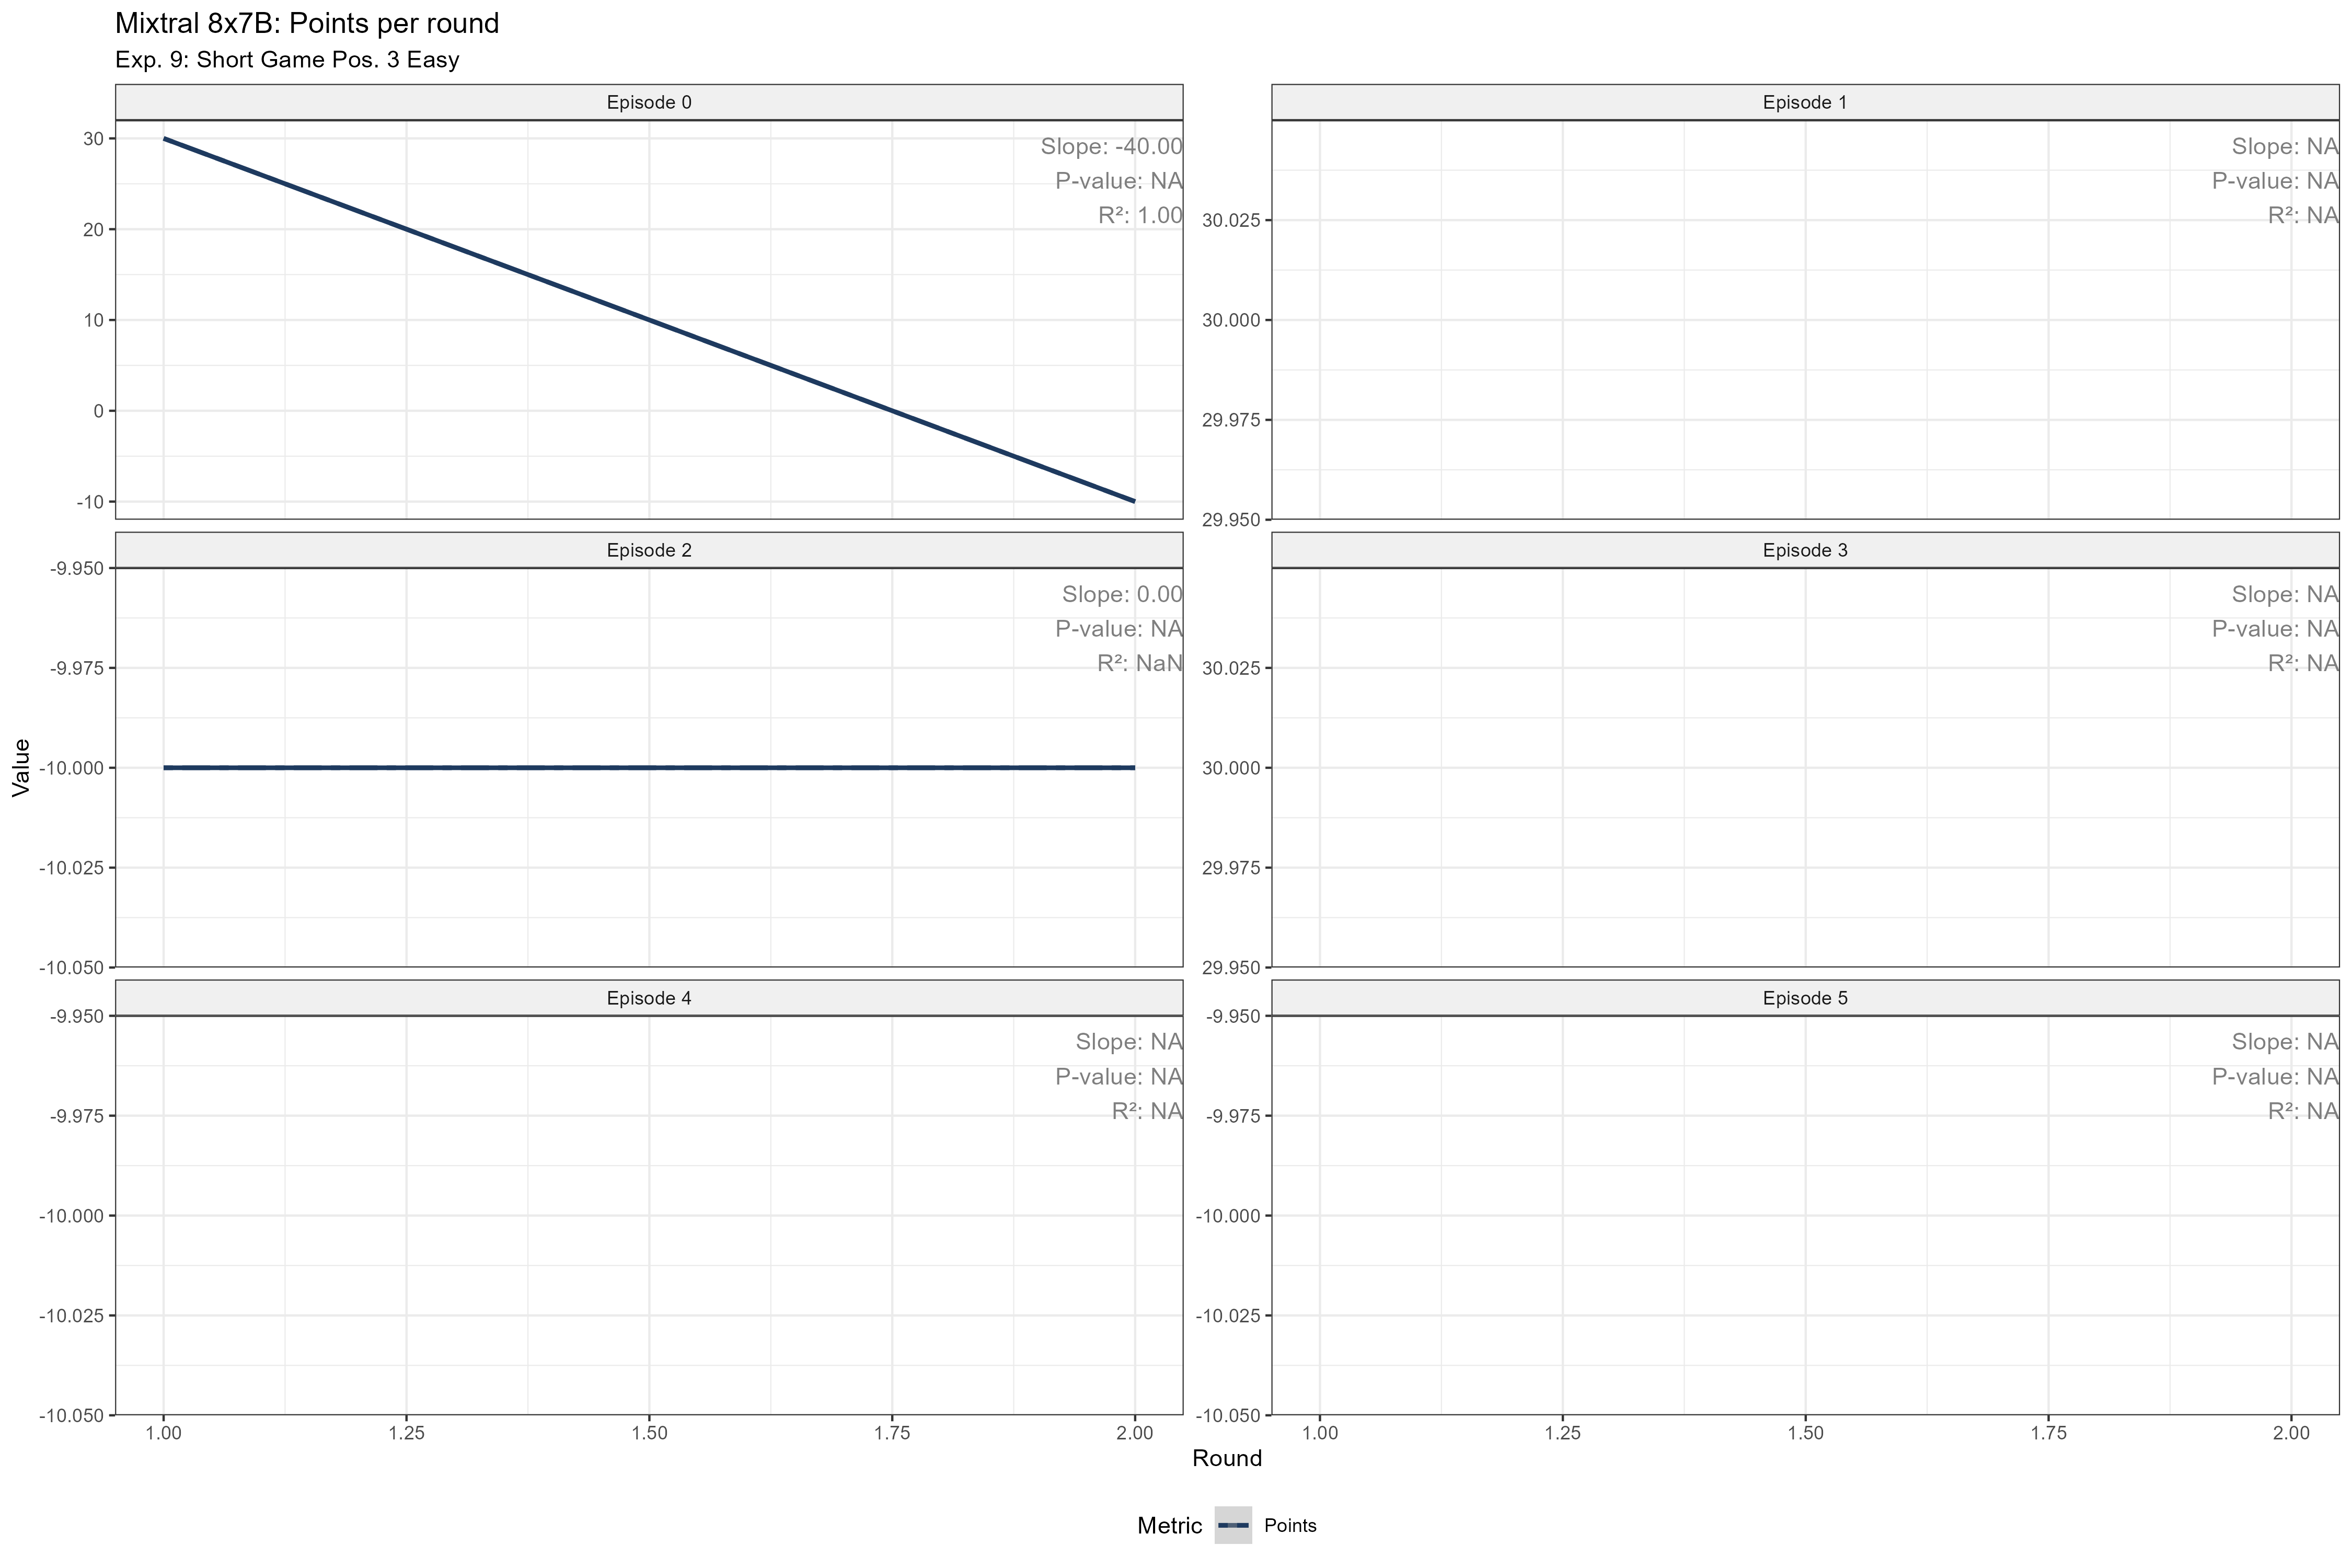 Mixtral 8x7B: Points per round
Exp. 9: Short Game Pos. 3 Easy
Episode 0
30
20
10
0
-10
Slope: -40.00
P-value: NA
R²: 1.00
Episode 1
30.025
30.000
29.975
29.950
Slope: NA
P-value: NA
R²: NA
Episode 2
-9.950
-9.975
-10.000
-10.025
-10.050
Slope: 0.00
P-value: NA
R²: NaN
Episode 3
30.025
30.000
29.975
29.950
Slope: NA
P-value: NA
R²: NA
Episode 4
-9.950
-9.975
-10.000
-10.025
-10.050
Slope: NA
P-value: NA
R²: NA
Episode 5
-9.950
-9.975
-10.000
-10.025
-10.050
Slope: NA
P-value: NA
R²: NA
1.00 1.25 1.50 1.75 2.00
1.00 1.25 1.50 1.75 2.00
Value
Round
Metric Points